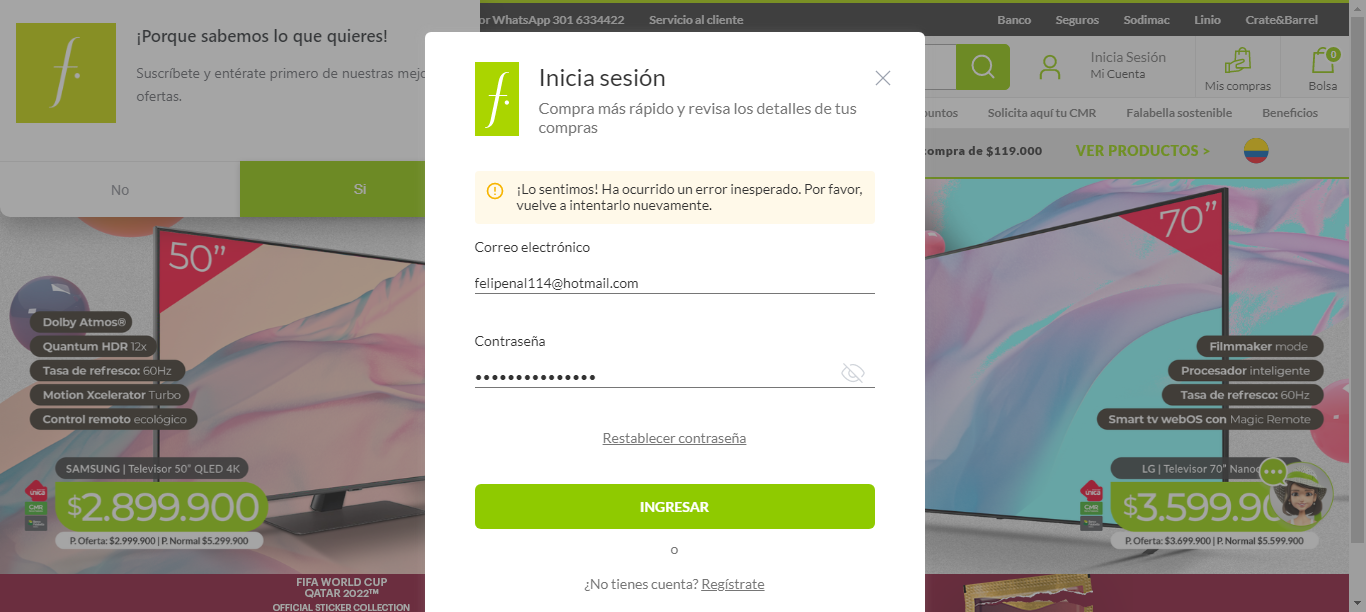 or WhatsApp 301 6334422 Servicio al cliente Banco Seguros Sodimac Linio Crate&Barrel
¡Porque sabemos lo que quieres!
Suscríbete y entérate primero de nuestras
ofertas.
No Si
f.
Inicia sesión
Compra más rápido y revisa los detalles de tus
compras
¡Lo sentimos! Ha ocurrido un error inesperado. Por favor,
vuelve a intentarlo nuevamente.
Correo electrónico
felipenal114@hotmail.com
Contraseña
•••••••••••••••
Restablecer contraseña
INGRESAR
o
¿No tienes cuenta? Regístrate
Inicia Sesión
Mi Cuenta
Mis compras
0
Bolsa
Solicita aquí tu CMR Falabella sostenible Beneficios
compra de $119.000 VER PRODUCTOS >
50”
Dolby Atmos®
Quantum HDR 12x
Tasa de refresco: 60Hz
Motion Xcelerator Turbo
Control remoto ecológico
SAMSUNG | Televisor 50” QLED 4K
$2.899.900
P. Oferta: $2.999.900 | P. Normal $5.299.900
FIFA WORLD CUP
QATAR 2022™
OFFICIAL STICKER COLLECTION
70”
Filmmaker mode
Procesador inteligente
Tasa de refresco: 60Hz
Smart tv webOS con Magic Remote
LG | Televisor 70”
$3.599.90
P. Oferta: $3.699.900 | P. Normal $5.599.900